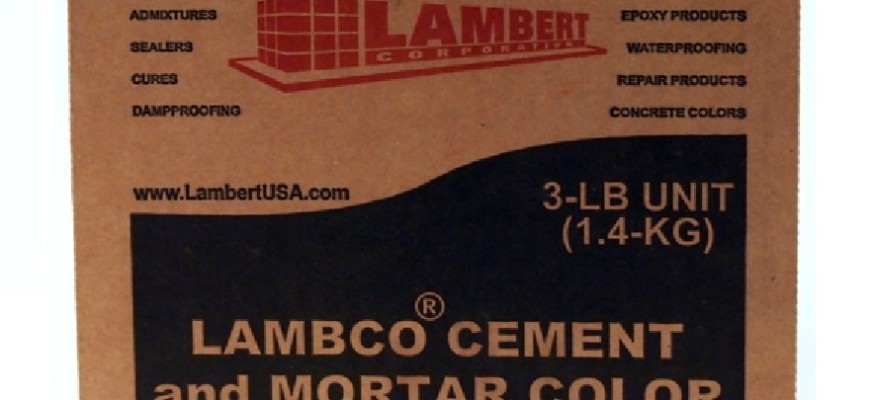 ADMIXTURES
SEALERS
CURES
DAMPPROOFING
LAMBERT
CORPORATION
EPOXY PRODUCTS
WATERPROOFING
REPAIR PRODUCTS
CONCRETE COLORS
www.LambertUSA.com
3-LB UNIT
(1.4-KG)
LAMBCO® CEMENT
and MORTAR COLOR